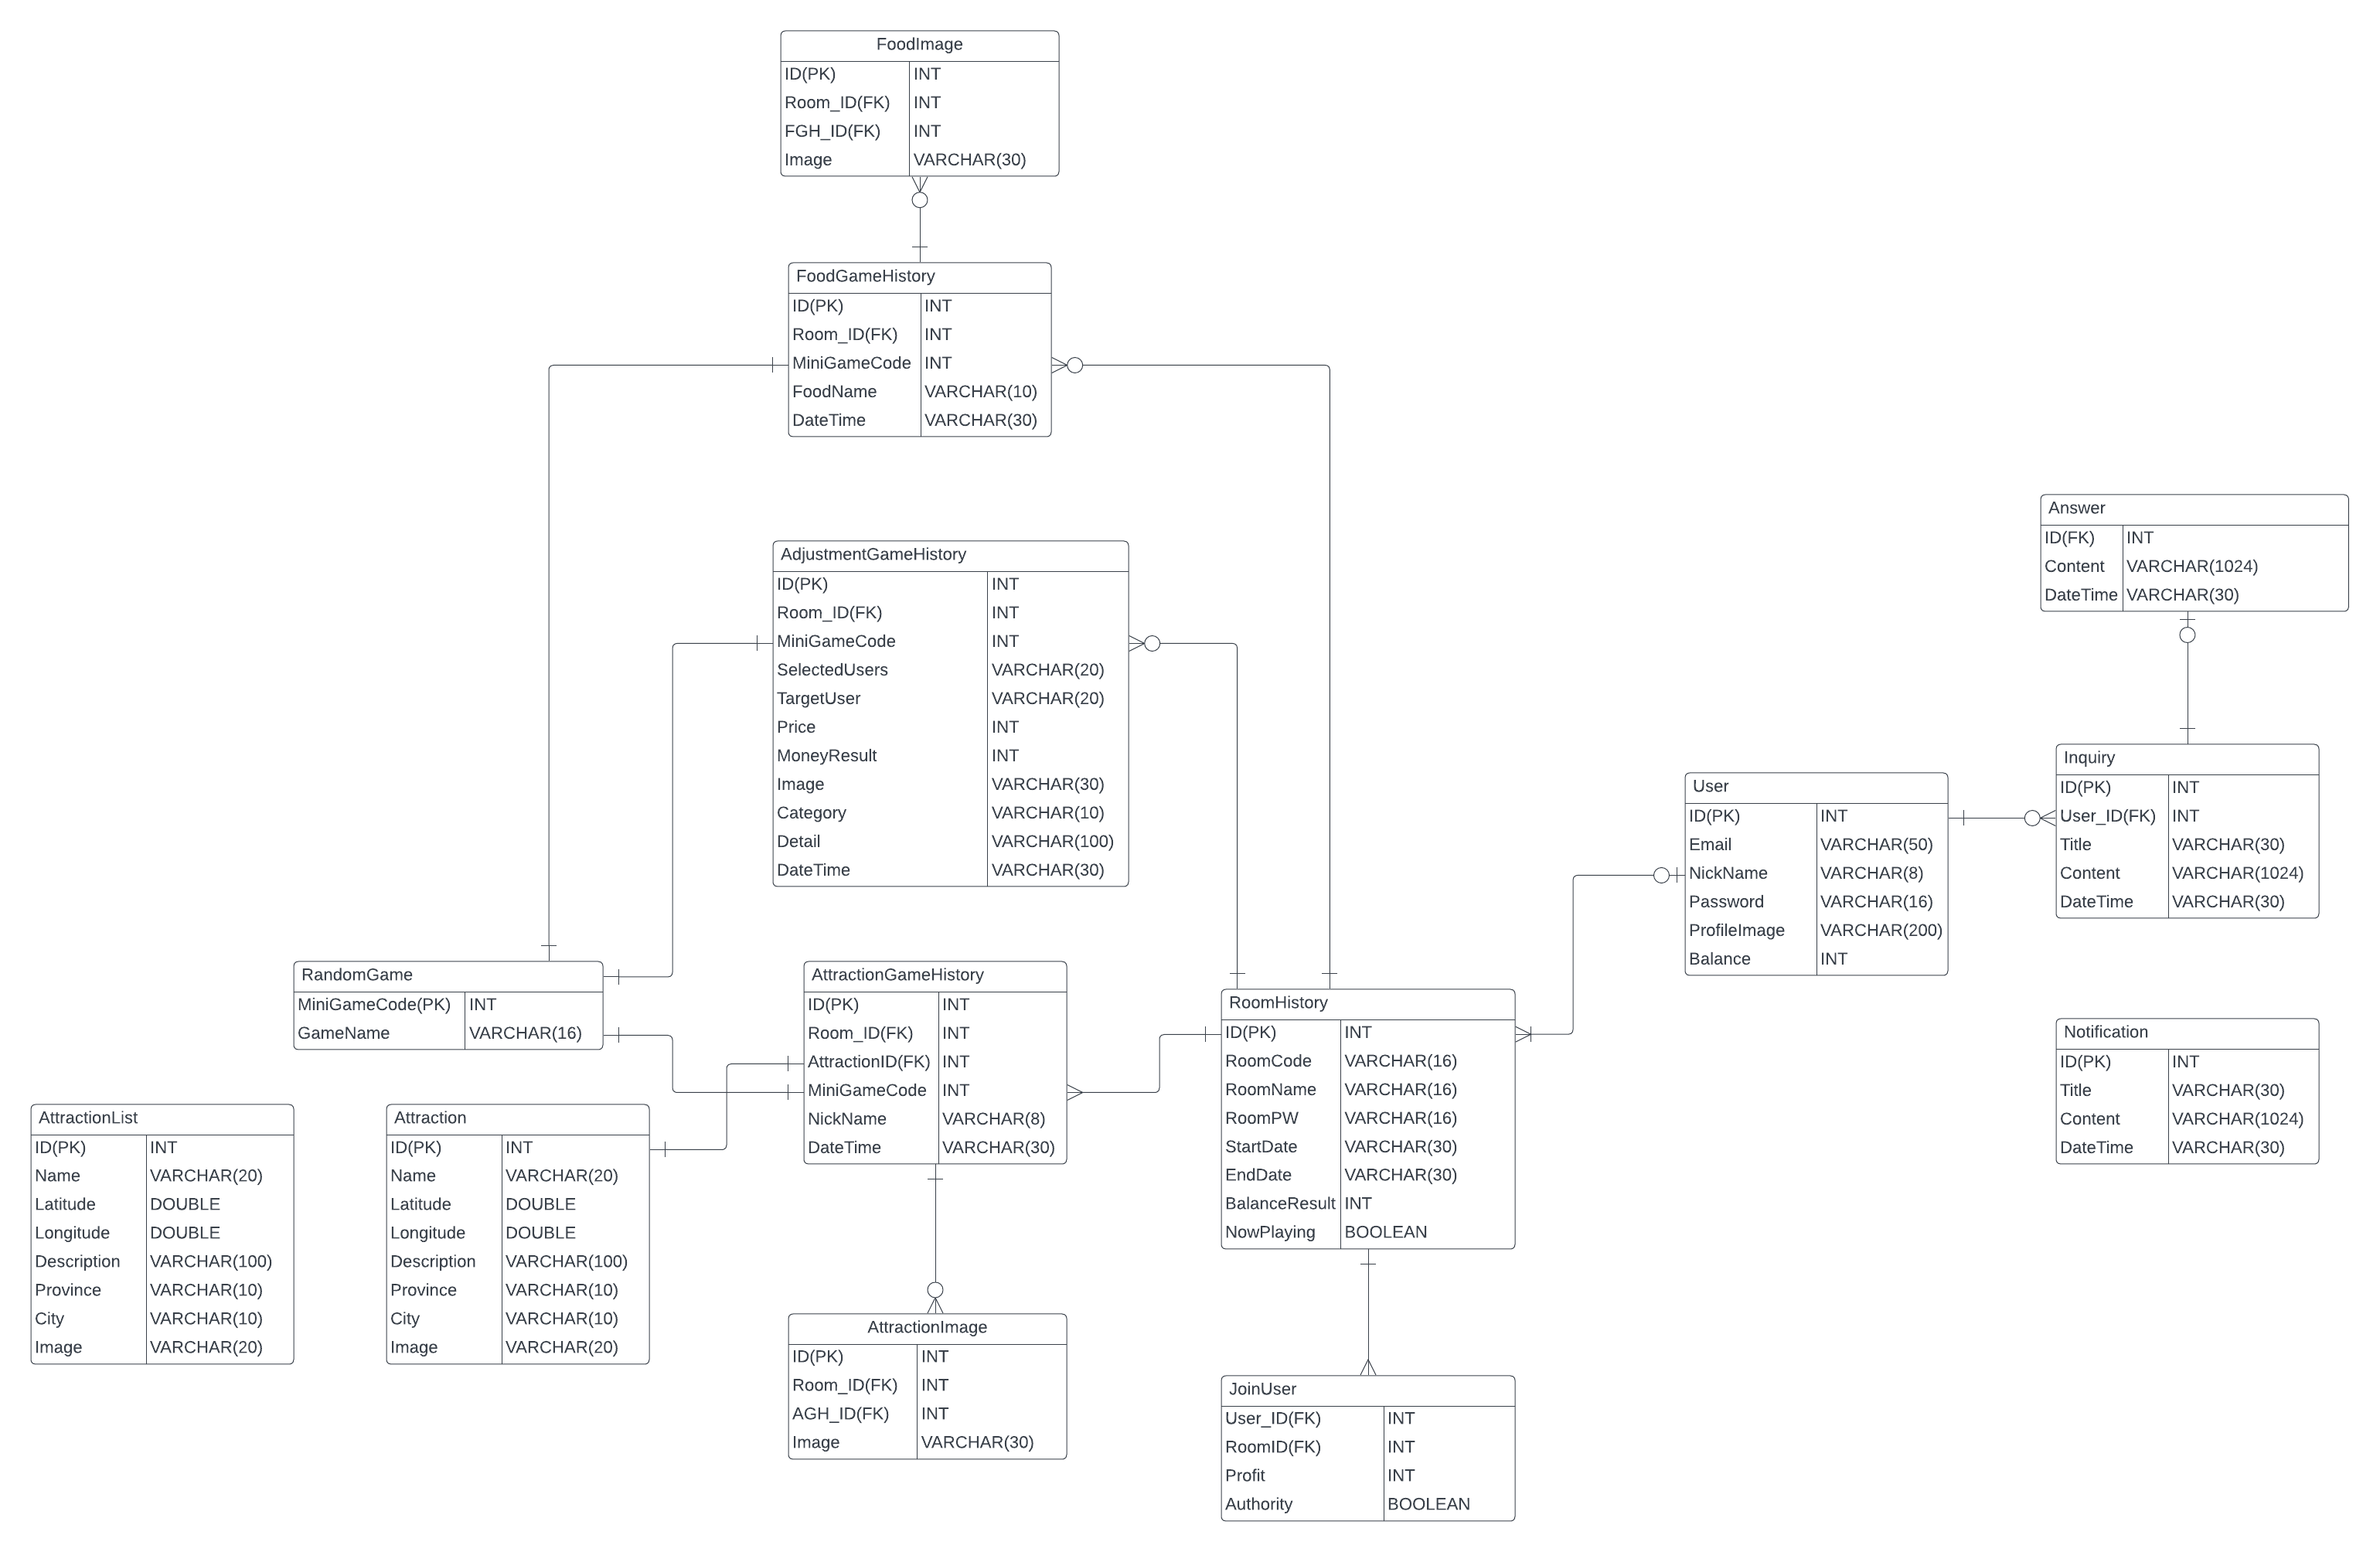 FoodImage
ID(PK) INT
Room_ID(FK) INT
FGH_ID(FK) INT
Image VARCHAR(30)
FoodGameHistory
ID(PK) INT
Room_ID(FK) INT
MiniGameCode INT
FoodName VARCHAR(10)
DateTime VARCHAR(30)
AdjustmentGameHistory
ID(PK) INT
Room_ID(FK) INT
MiniGameCode INT
SelectedUsers VARCHAR(20)
TargetUser VARCHAR(20)
Price INT
MoneyResult INT
Image VARCHAR(30)
Category VARCHAR(10)
Detail VARCHAR(100)
DateTime VARCHAR(30)
Answer
ID(FK) INT
Content VARCHAR(1024)
DateTime VARCHAR(30)
Inquiry
ID(PK) INT
User_ID(FK) INT
Title VARCHAR(30)
Content VARCHAR(1024)
DateTime VARCHAR(30)
User
ID(PK) INT
Email VARCHAR(50)
NickName VARCHAR(8)
Password VARCHAR(16)
ProfileImage VARCHAR(200)
Balance INT
RandomGame
MiniGameCode(PK) INT
GameName VARCHAR(16)
AttractionGameHistory
ID(PK) INT
Room_ID(FK) INT
AttractionID(FK) INT
MiniGameCode INT
NickName VARCHAR(8)
DateTime VARCHAR(30)
RoomHistory
ID(PK) INT
RoomCode VARCHAR(16)
RoomName VARCHAR(16)
RoomPW VARCHAR(16)
StartDate VARCHAR(30)
EndDate VARCHAR(30)
BalanceResult INT
NowPlaying BOOLEAN
Notification
ID(PK) INT
Title VARCHAR(30)
Content VARCHAR(1024)
DateTime VARCHAR(30)
AttractionList
ID(PK) INT
Name VARCHAR(20)
Latitude DOUBLE
Longitude DOUBLE
Description VARCHAR(100)
Province VARCHAR(10)
City VARCHAR(10)
Image VARCHAR(20)
Attraction
ID(PK) INT
Name VARCHAR(20)
Latitude DOUBLE
Longitude DOUBLE
Description VARCHAR(100)
Province VARCHAR(10)
City VARCHAR(10)
Image VARCHAR(20)
AttractionImage
ID(PK) INT
Room_ID(FK) INT
AGH_ID(FK) INT
Image VARCHAR(30)
JoinUser
User_ID(FK) INT
RoomID(FK) INT
Profit INT
Authority BOOLEAN